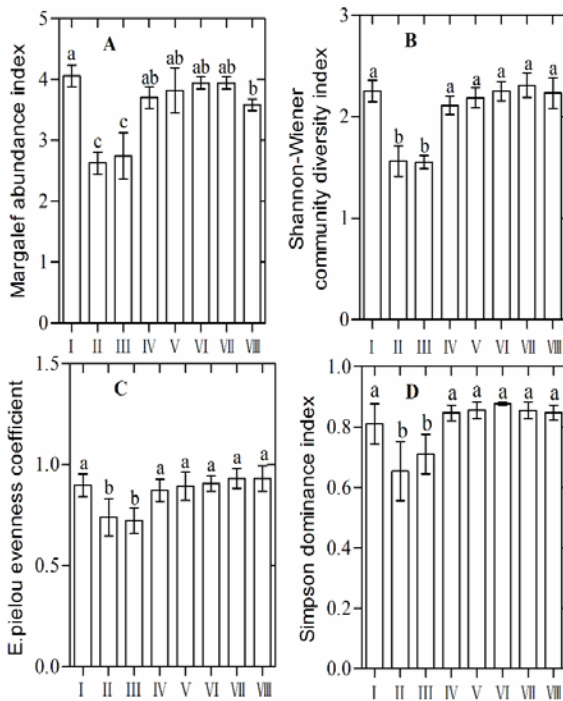 A
Margalef abundance index
5
4
3
2
1
0
a c c ab ab ab ab b
I II III IV V VI VII VIII
B
Shannon-Wiener
community diversity index
3
2
1
0
a b b a a a a a
I II III IV V VI VII VIII
C
E.pielou evenness coefficient
1.5
1.0
0.5
0.0
a b b a a a a a
I II III IV V VI VII VIII
D
Simpson dominance index
1.0
0.8
0.6
0.4
0.2
0.0
a b b a a a a a
I II III IV V VI VII VIII